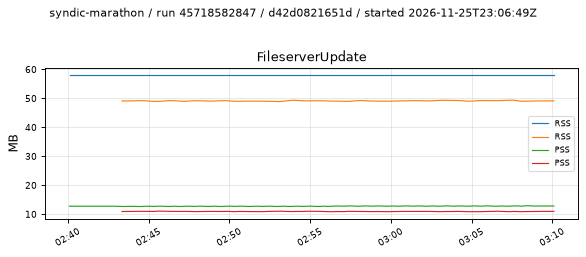 syndic-marathon / run 45718582847 / d42d0821651d / started 2026-11-25T23:06:49Z
FileserverUpdate
MB
60
50
40
30
20
10
RSS
RSS
PSS
PSS
02:40
02:45
02:50
02:55
03:00
03:05
03:10